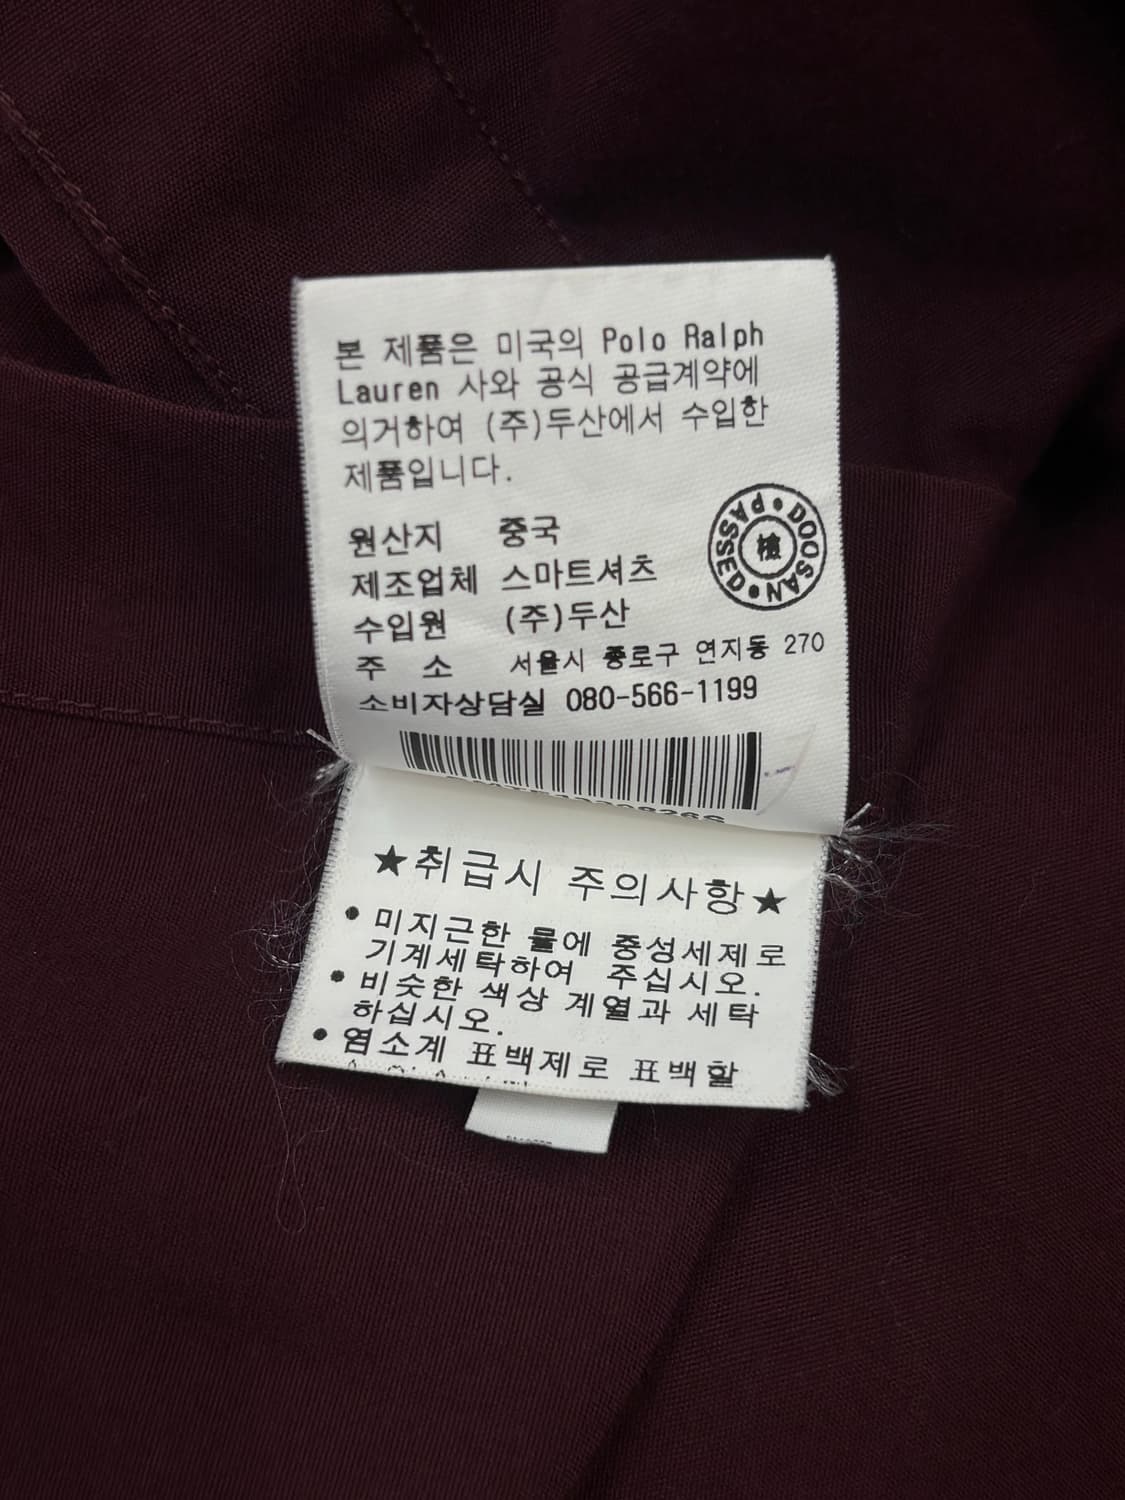 본 제품은 미국의 Polo Ralph
Lauren 사와 공식 공급계약에
의거하여 (주)두산에서 수입한
제품입니다.
원산지 중국
제조업체 스마트셔츠
수입원 (주)두산
주 소 서울시 종로구 연지동 270
소비자상담실 080-566-1199
PASSED • DOOSAN •
檢
★취급시 주의사항★
• 미지근한 물에 중성세제로
기계세탁하여 주십시오.
• 비슷한 색상 계열과 세탁
하십시오.
• 염소계 표백제로 표백할